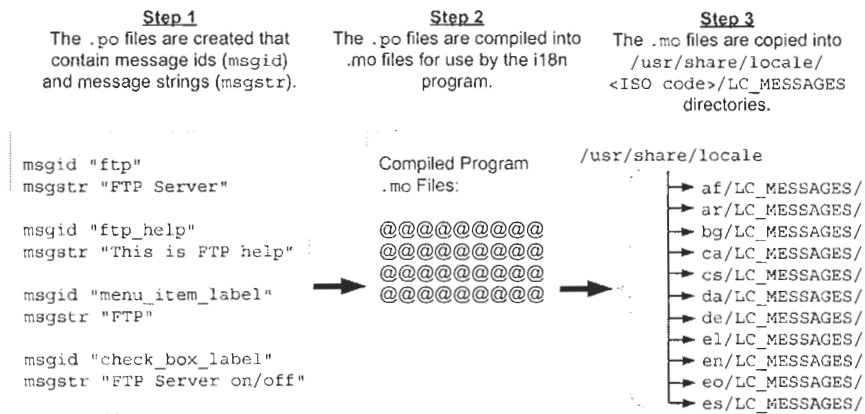 Step 1
The .po files are created that
contain message ids (msgid)
and message strings (msgstr).
Step 2
The .po files are compiled into
.mo files for use by the i18n
program.
Step 3
The .mo files are copied into
/usr/share/locale/
<ISO code>/LC_MESSAGES
directories.
msgid "ftp"
msgstr "FTP Server"
msgid "ftp_help"
msgstr "This is FTP help"
msgid "menu_item_label"
msgstr "FTP"
msgid "check_box_label"
msgstr "FTP Server on/off"
Compiled Program
.mo Files:
@@@@@@@@@
@@@@@@@@@
@@@@@@@@@
@@@@@@@@@
/usr/share/locale
af/LC_MESSAGES/
ar/LC_MESSAGES/
bg/LC_MESSAGES/
ca/LC_MESSAGES/
cs/LC_MESSAGES/
da/LC_MESSAGES/
de/LC_MESSAGES/
el/LC_MESSAGES/
en/LC_MESSAGES/
eo/LC_MESSAGES/
es/LC_MESSAGES/